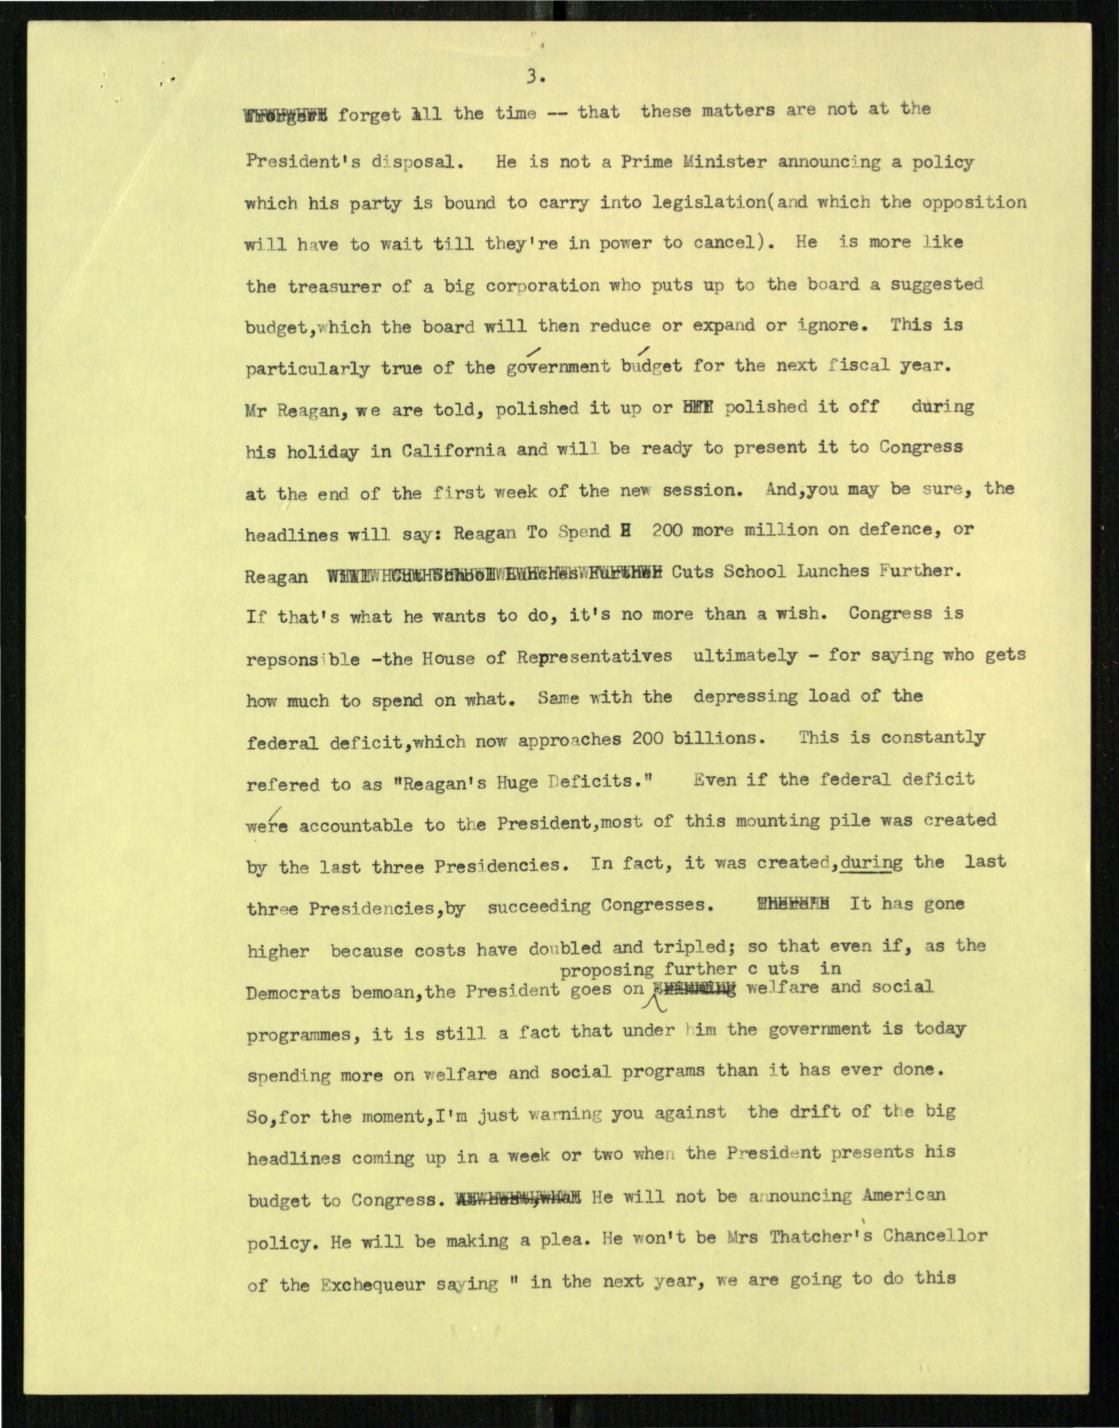 3.
forget all the time -- that these matters are not at the
President's disposal. He is not a Prime Minister announcing a policy
which his party is bound to carry into legislation(and which the opposition
will have to wait till they're in power to cancel). He is more like
the treasurer of a big corporation who puts up to the board a suggested
budget,which the board will then reduce or expand or ignore. This is
particularly true of the government budget for the next fiscal year.
Mr Reagan, we are told, polished it up or polished it off during
his holiday in California and will be ready to present it to Congress
at the end of the first week of the new session. And,you may be sure, the
headlines will say: Reagan To Spend 200 more million on defence, or
Reagan Cuts School Lunches Further.
If that's what he wants to do, it's no more than a wish. Congress is
repsonsible -the House of Representatives ultimately - for saying who gets
how much to spend on what. Same with the depressing load of the
federal deficit,which now approaches 200 billions. This is constantly
refered to as "Reagan's Huge Deficits." Even if the federal deficit
were accountable to the President,most of this mounting pile was created
by the last three Presidencies. In fact, it was created,during the last
three Presidencies,by succeeding Congresses. It has gone
higher because costs have doubled and tripled; so that even if, as the
proposing further c uts in
Democrats bemoan,the President goes on welfare and social
programmes, it is still a fact that under him the government is today
spending more on welfare and social programs than it has ever done.
So,for the moment,I'm just warning you against the drift of the big
headlines coming up in a week or two when the President presents his
budget to Congress. He will not be announcing American
policy. He will be making a plea. He won't be Mrs Thatcher's Chancellor
of the Exchequeur saying " in the next year, we are going to do this